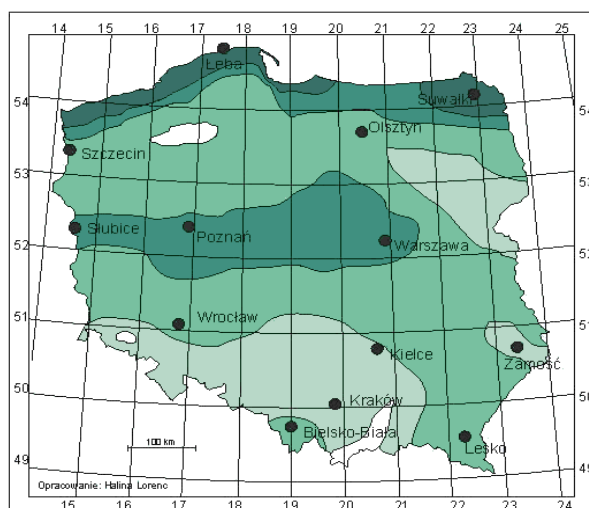 14 15 16 17 18 19 20 21 22 23 24
Łeba
54
Suwałki
54
Olsztyn
Szczecin
53
53
Słubice
Poznań
Warszawa
52
52
Wrocław
51
51
Kielce
Zamość
50
Kraków
50
Bielsko-Biała
Lesko
100 km
49
49
Opracowanie: Halina Lorenc
15 16 17 18 19 20 21 22 23 24